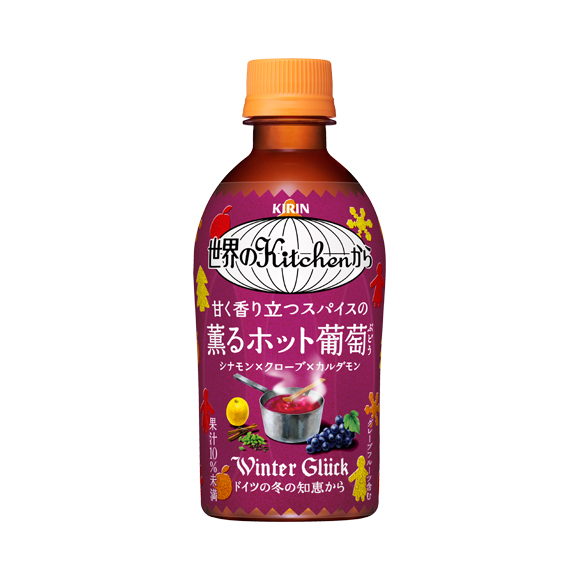 KIRIN
世界のKitchenから
甘く香り立つスパイスの
薫るホット葡萄
ぶどう
シナモン×クローブ×カルダモン
果汁10%未満
グレープフルーツ含む
Winter Glück
ドイツの冬の知恵から